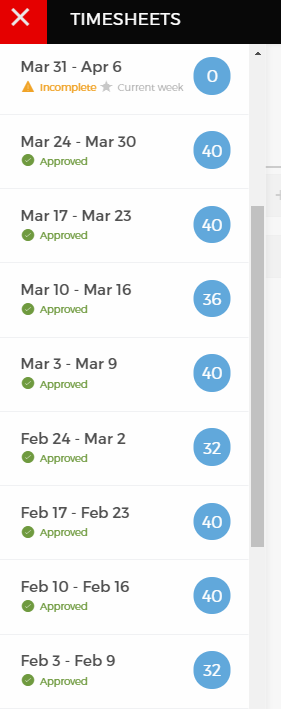 TIMESHEETS
Mar 31 - Apr 6
Incomplete Current week
0
Mar 24 - Mar 30
Approved
40
Mar 17 - Mar 23
Approved
40
Mar 10 - Mar 16
Approved
36
Mar 3 - Mar 9
Approved
40
Feb 24 - Mar 2
Approved
32
Feb 17 - Feb 23
Approved
40
Feb 10 - Feb 16
Approved
40
Feb 3 - Feb 9
Approved
32